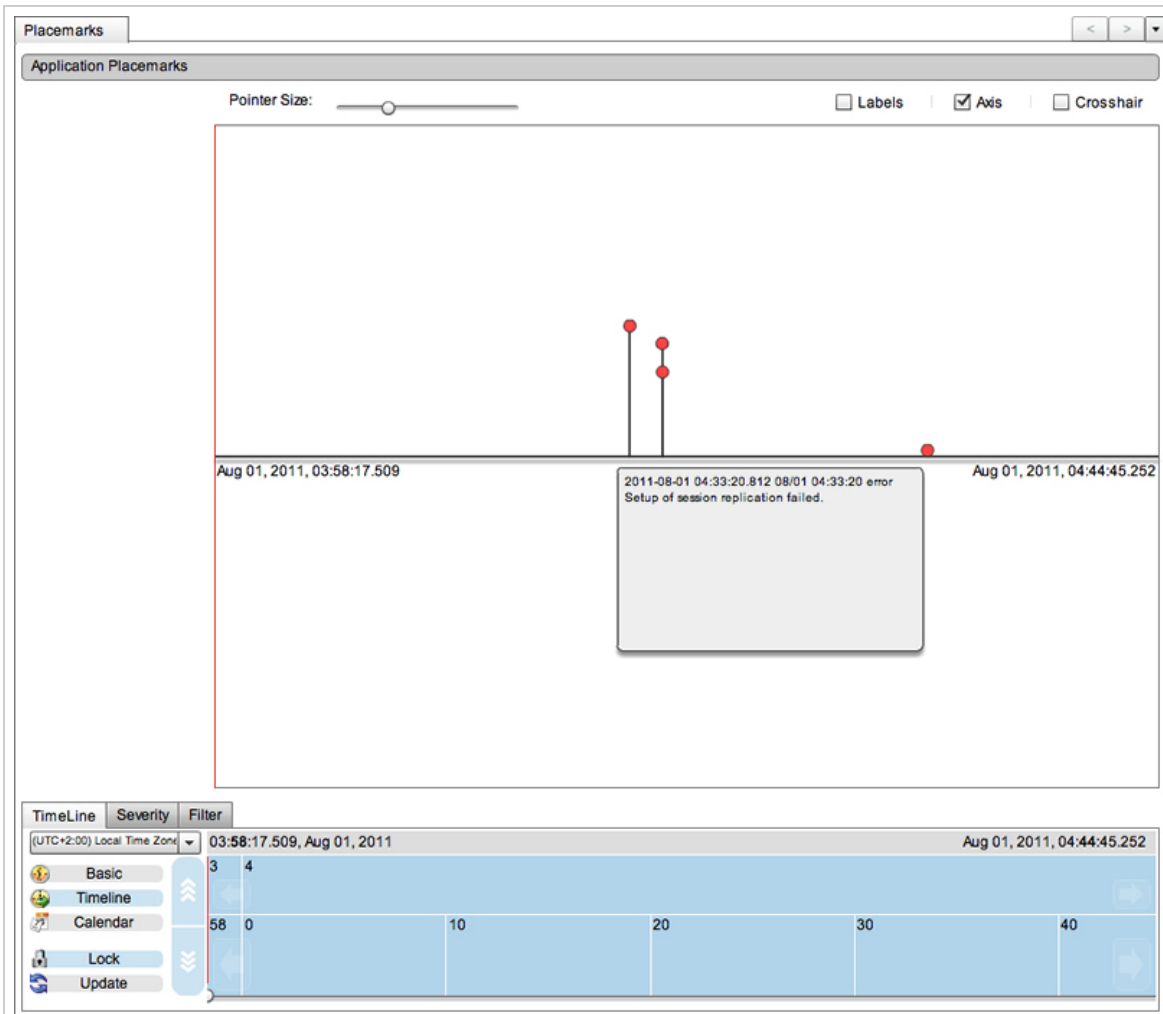 Placemarks < >
Application Placemarks
Pointer Size: Labels Axis Crosshair
Aug 01, 2011, 03:58:17.509 Aug 01, 2011, 04:44:45.252
2011-08-01 04:33:20.812 08/01 04:33:20 error
Setup of session replication failed.
TimeLine Severity Filter
(UTC+2:00) Local Time Zone 03:58:17.509, Aug 01, 2011 Aug 01, 2011, 04:44:45.252
Basic 3 4
Timeline
Calendar 58 0 10 20 30 40
Lock
Update